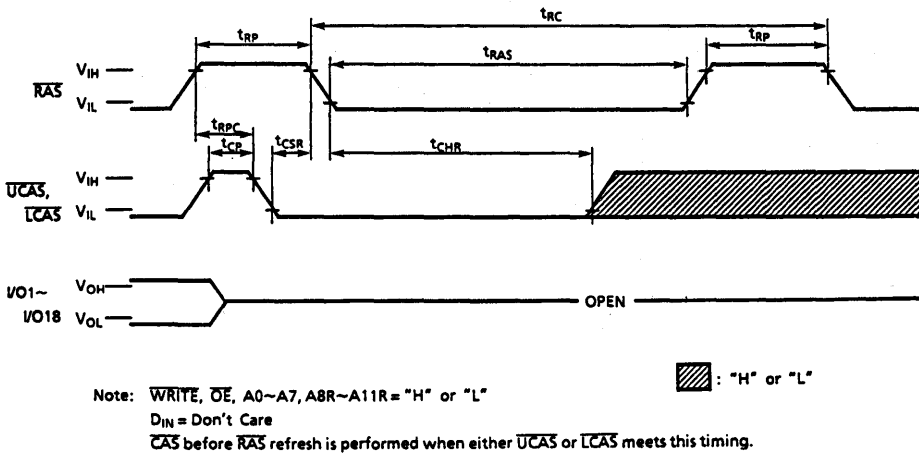 tRC
tRP
tRAS
tRP
RAS
VIH
VIL
tRPC
tCP
tCSR
tCHR
UCAS,
LCAS
VIH
VIL
I/O1~
I/O18
VOH
VOL
OPEN
: "H" or "L"
Note: WRITE, OE, A0~A7, A8R~A11R = "H" or "L"
DIN = Don't Care
CAS before RAS refresh is performed when either UCAS or LCAS meets this timing.